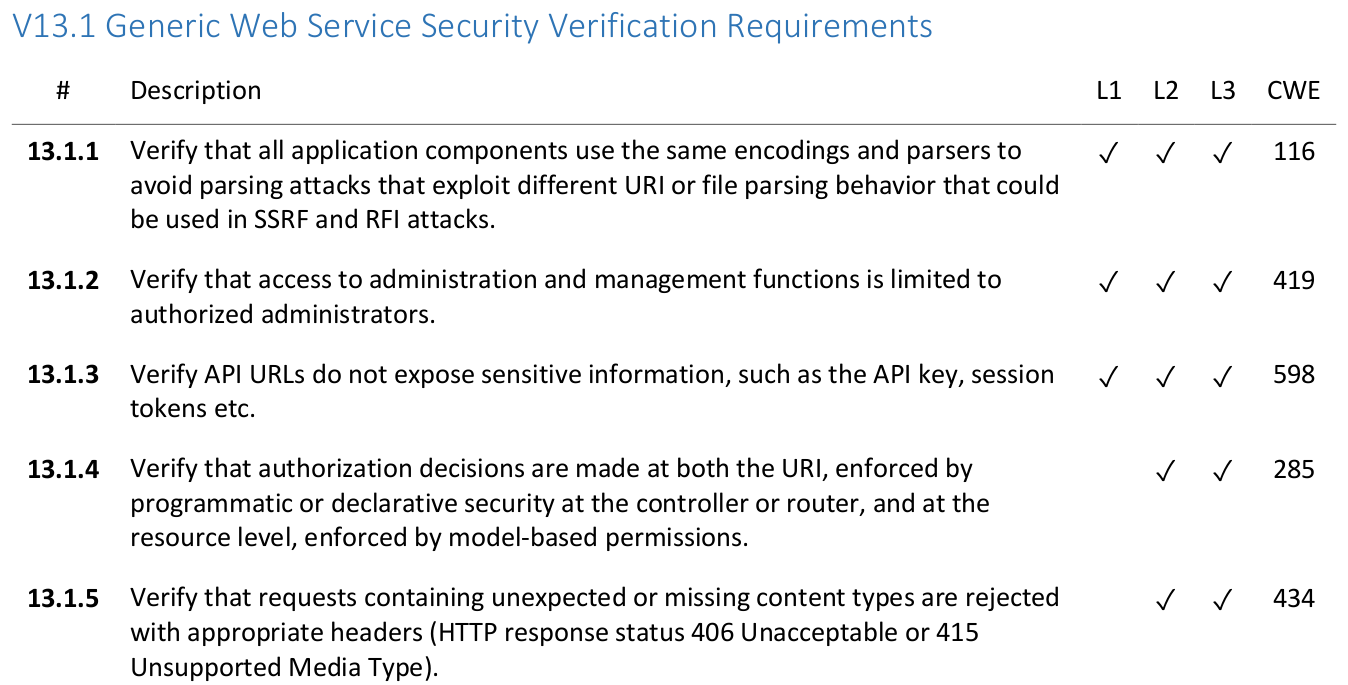 V13.1 Generic Web Service Security Verification Requirements
# Description L1 L2 L3 CWE
13.1.1 Verify that all application components use the same encodings and parsers to ✓ ✓ ✓ 116
avoid parsing attacks that exploit different URI or file parsing behavior that could
be used in SSRF and RFI attacks.
13.1.2 Verify that access to administration and management functions is limited to ✓ ✓ ✓ 419
authorized administrators.
13.1.3 Verify API URLs do not expose sensitive information, such as the API key, session ✓ ✓ ✓ 598
tokens etc.
13.1.4 Verify that authorization decisions are made at both the URI, enforced by ✓ ✓ 285
programmatic or declarative security at the controller or router, and at the
resource level, enforced by model-based permissions.
13.1.5 Verify that requests containing unexpected or missing content types are rejected ✓ ✓ 434
with appropriate headers (HTTP response status 406 Unacceptable or 415
Unsupported Media Type).